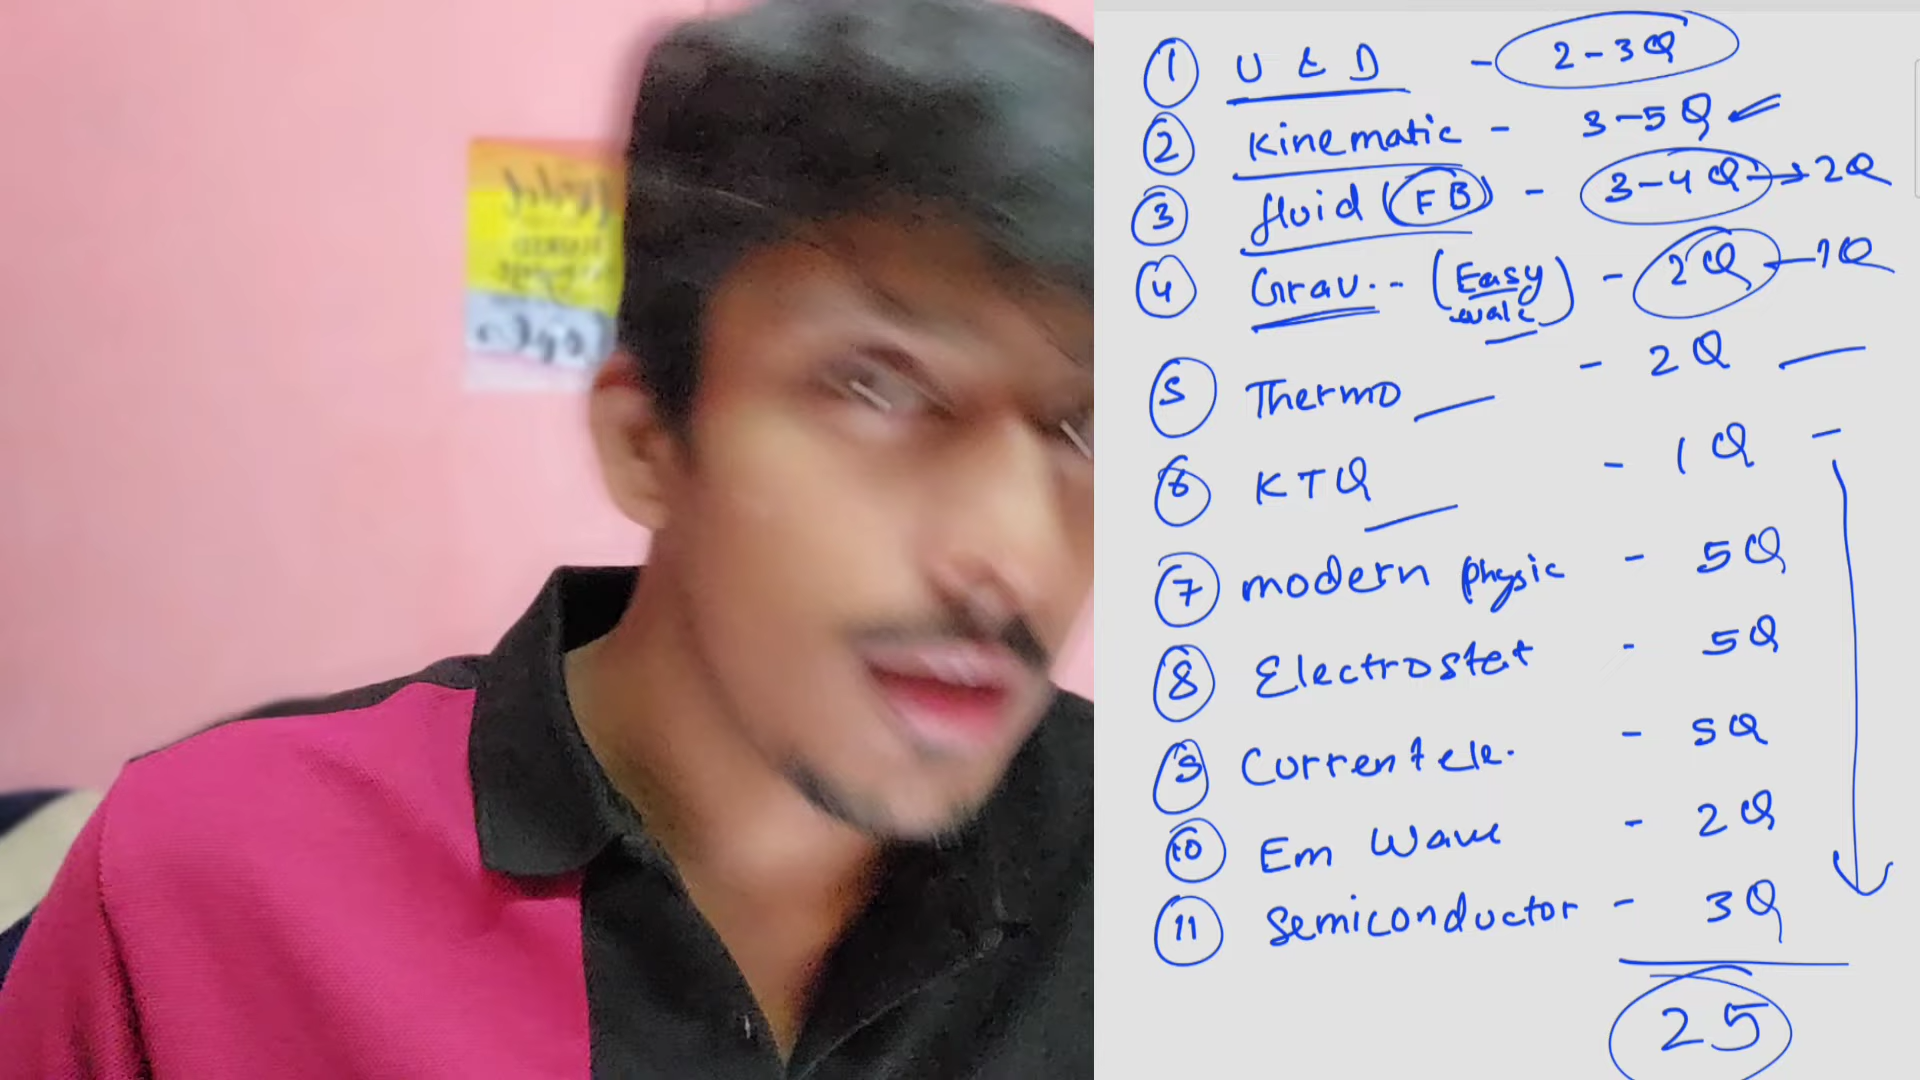 1 U & D - 2-3Q
2 Kinematic - 3-5Q
3 fluid (FB) - 3-4Q → 2Q
4 Grav. - (Easy wale) - 2Q - 1Q
5 Thermo - 2Q
6 KTQ - 1Q -
7 modern physic - 5Q
8 Electrostat - 5Q
9 Current ele. - 5Q
10 Em Wave - 2Q
11 Semiconductor - 3Q
25